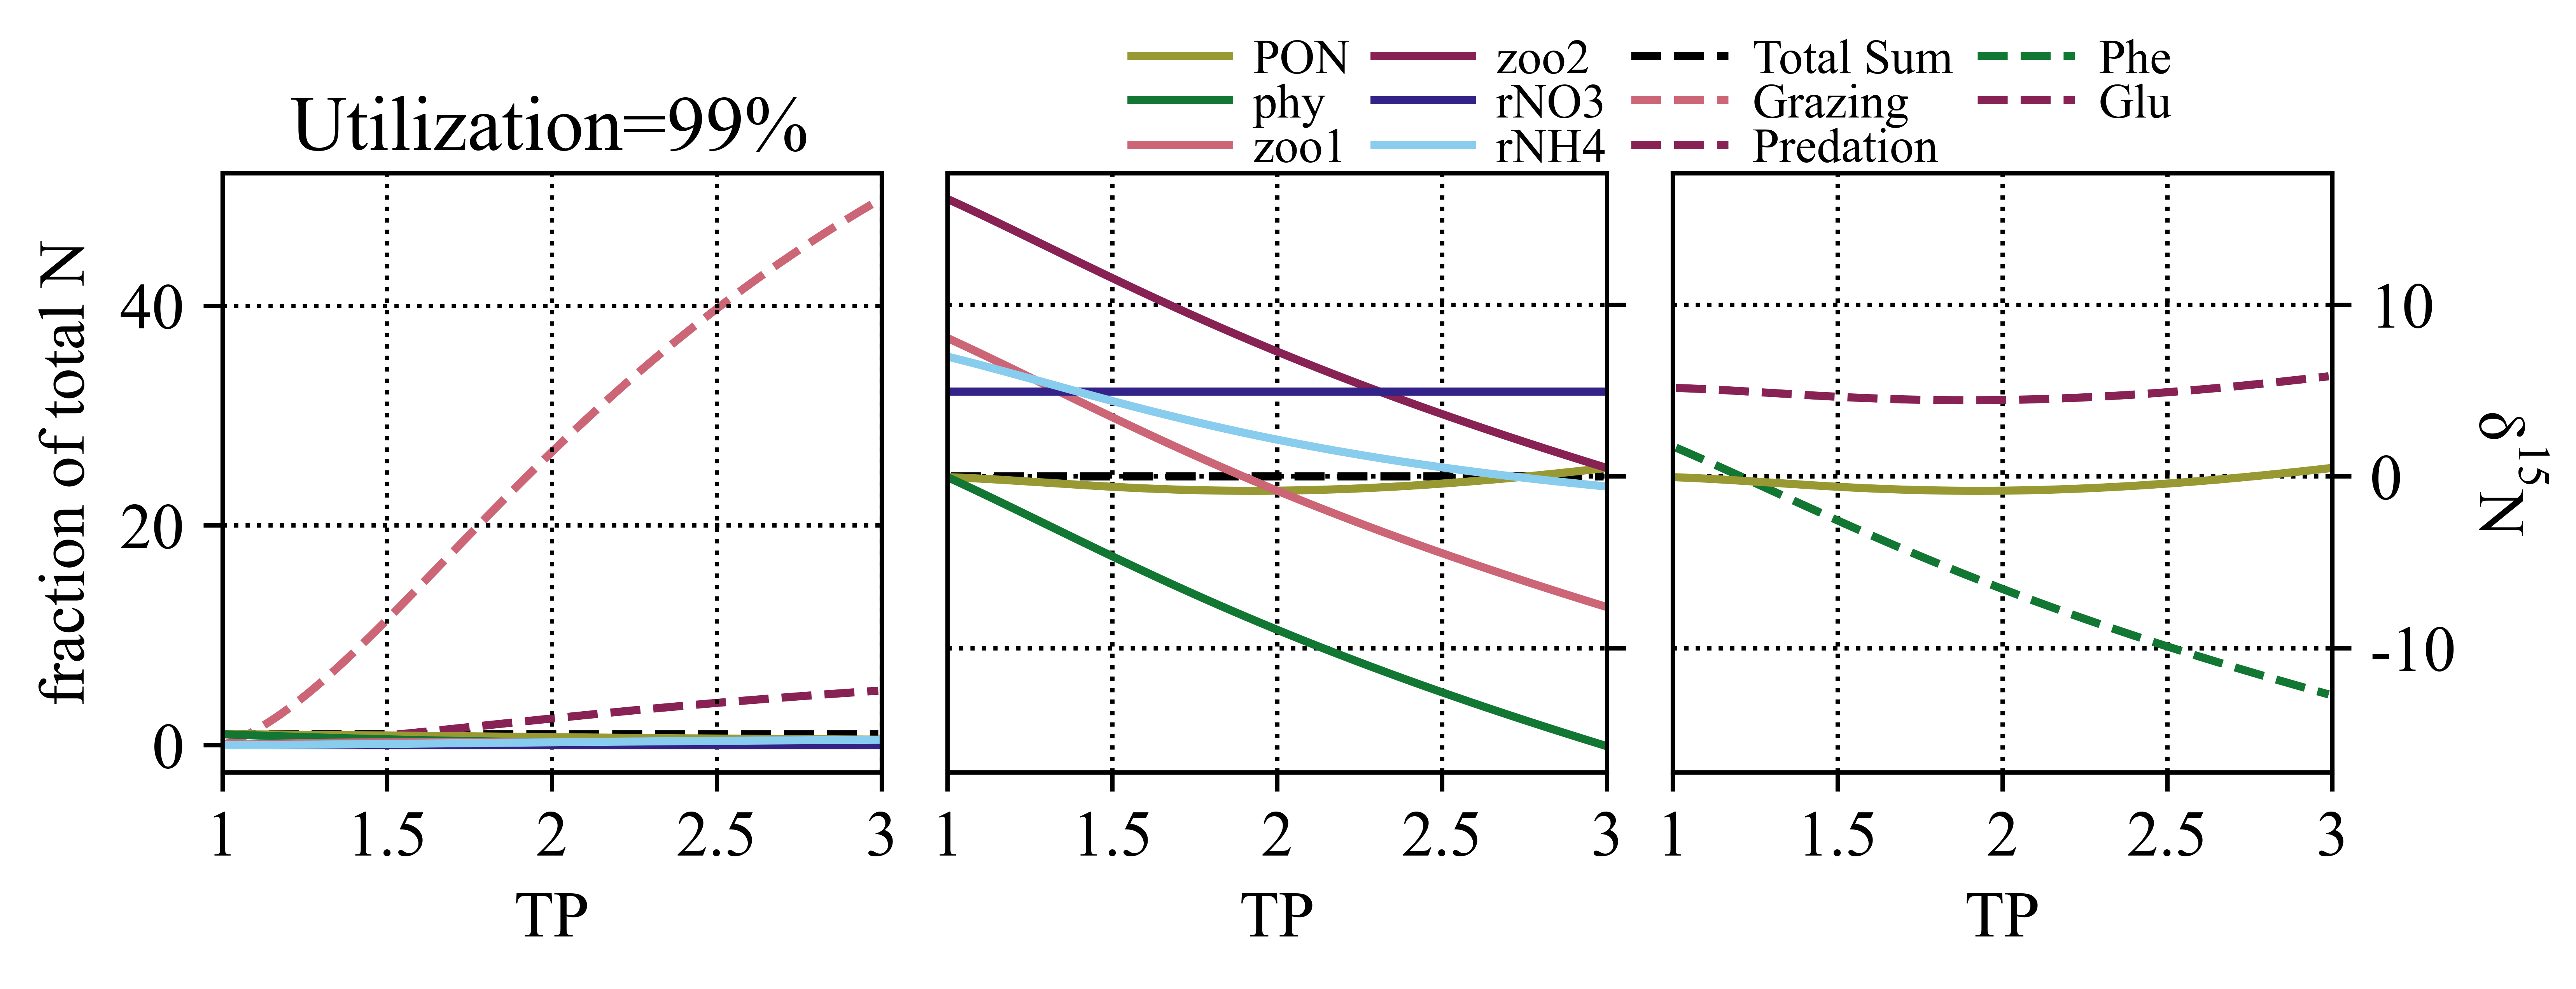 PON zoo2 Total Sum Phe
phy rNO3 Grazing Glu
zoo1 rNH4 Predation
Utilization=99%
fraction of total N
40
20
0
1 1.5 2 2.5 3
TP
1 1.5 2 2.5 3
TP
1 1.5 2 2.5 3
TP
10
0
-10
δ¹⁵N